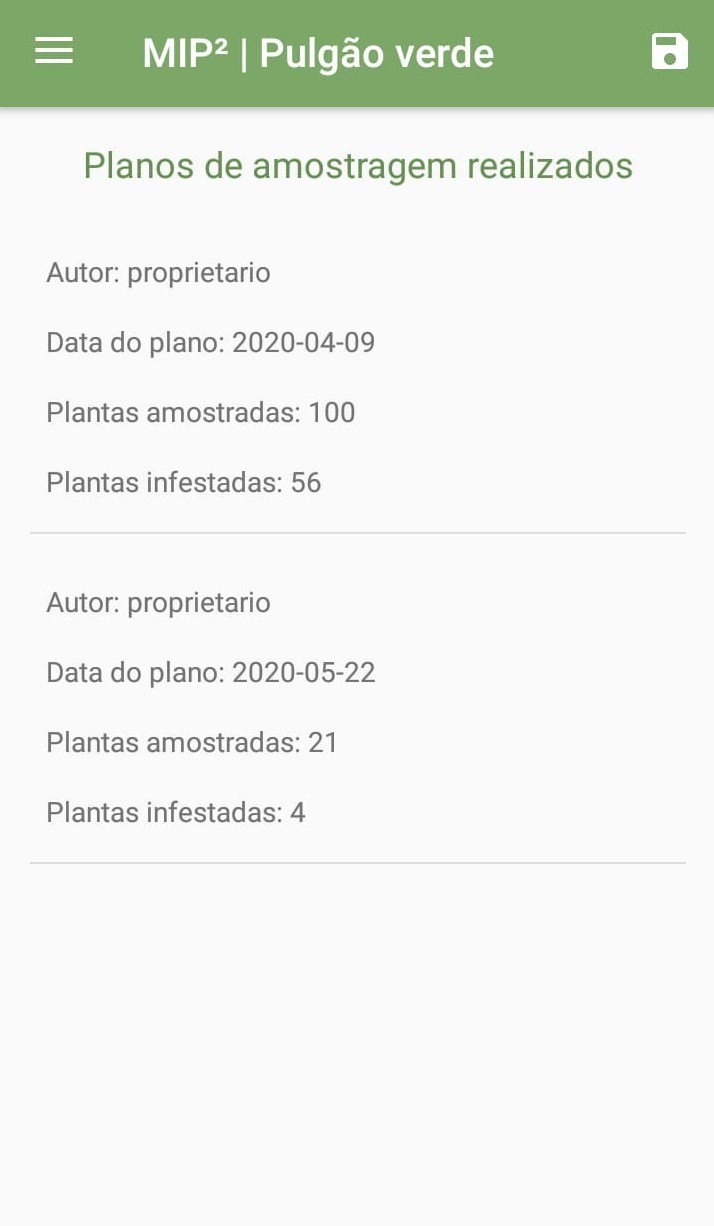 MIP² | Pulgão verde
Planos de amostragem realizados
Autor: proprietario
Data do plano: 2020-04-09
Plantas amostradas: 100
Plantas infestadas: 56
Autor: proprietario
Data do plano: 2020-05-22
Plantas amostradas: 21
Plantas infestadas: 4